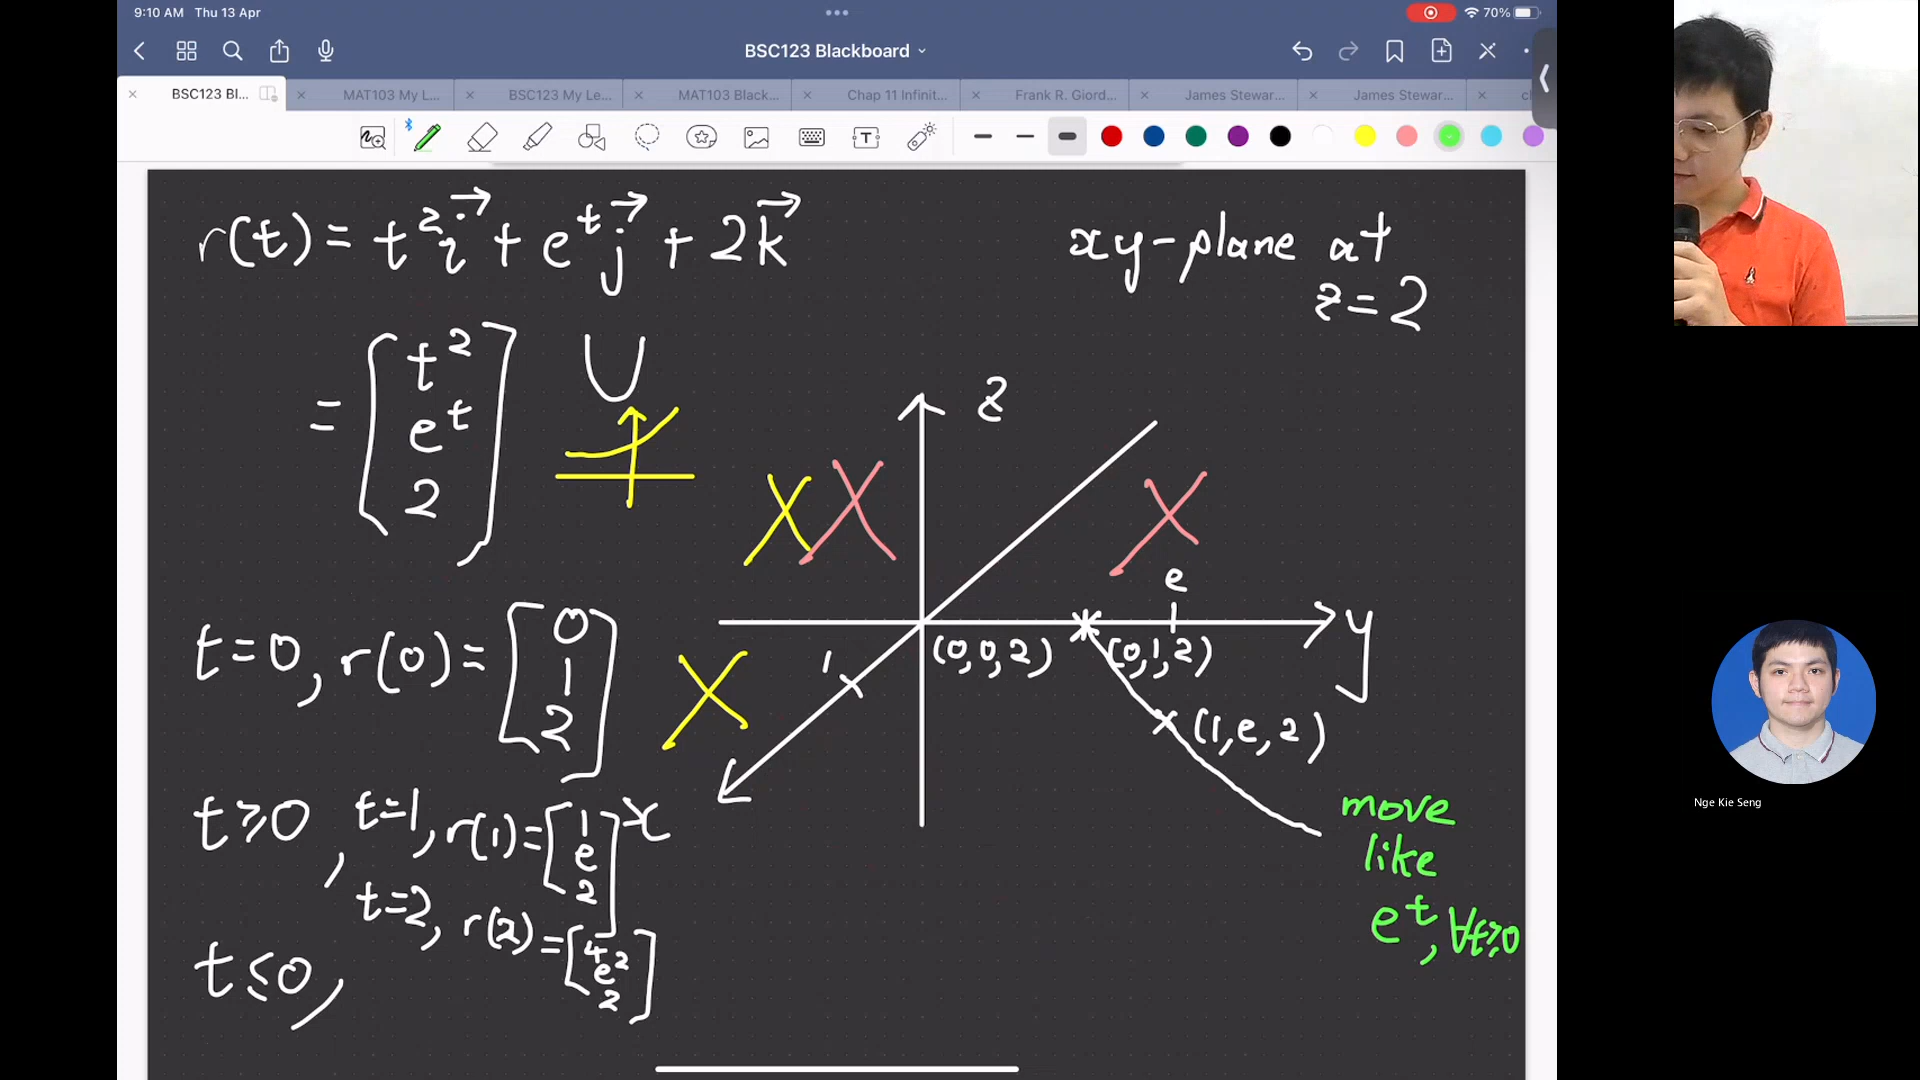 9:10 AM Thu 13 Apr
70%
BSC123 Blackboard
BSC123 Bl...
MAT103 My L...
BSC123 My Le...
MAT103 Black...
Chap 11 Infinit...
Frank R. Giord...
James Stewar...
James Stewar...
r(t) = t² i⃗ + eᵗ j⃗ + 2k⃗
xy-plane at
z=2
= [t²
eᵗ
2]
z
e
y
(0,0,2)
(0,1,2)
1
(1,e,2)
x
t=0, r(0)= [0
1
2]
t≥0, t=1, r(1)= [1
e
2]
t=2, r(2)= [4
e²
2]
t≤0,
move
like
eᵗ, ∀t≥0
Nge Kie Seng